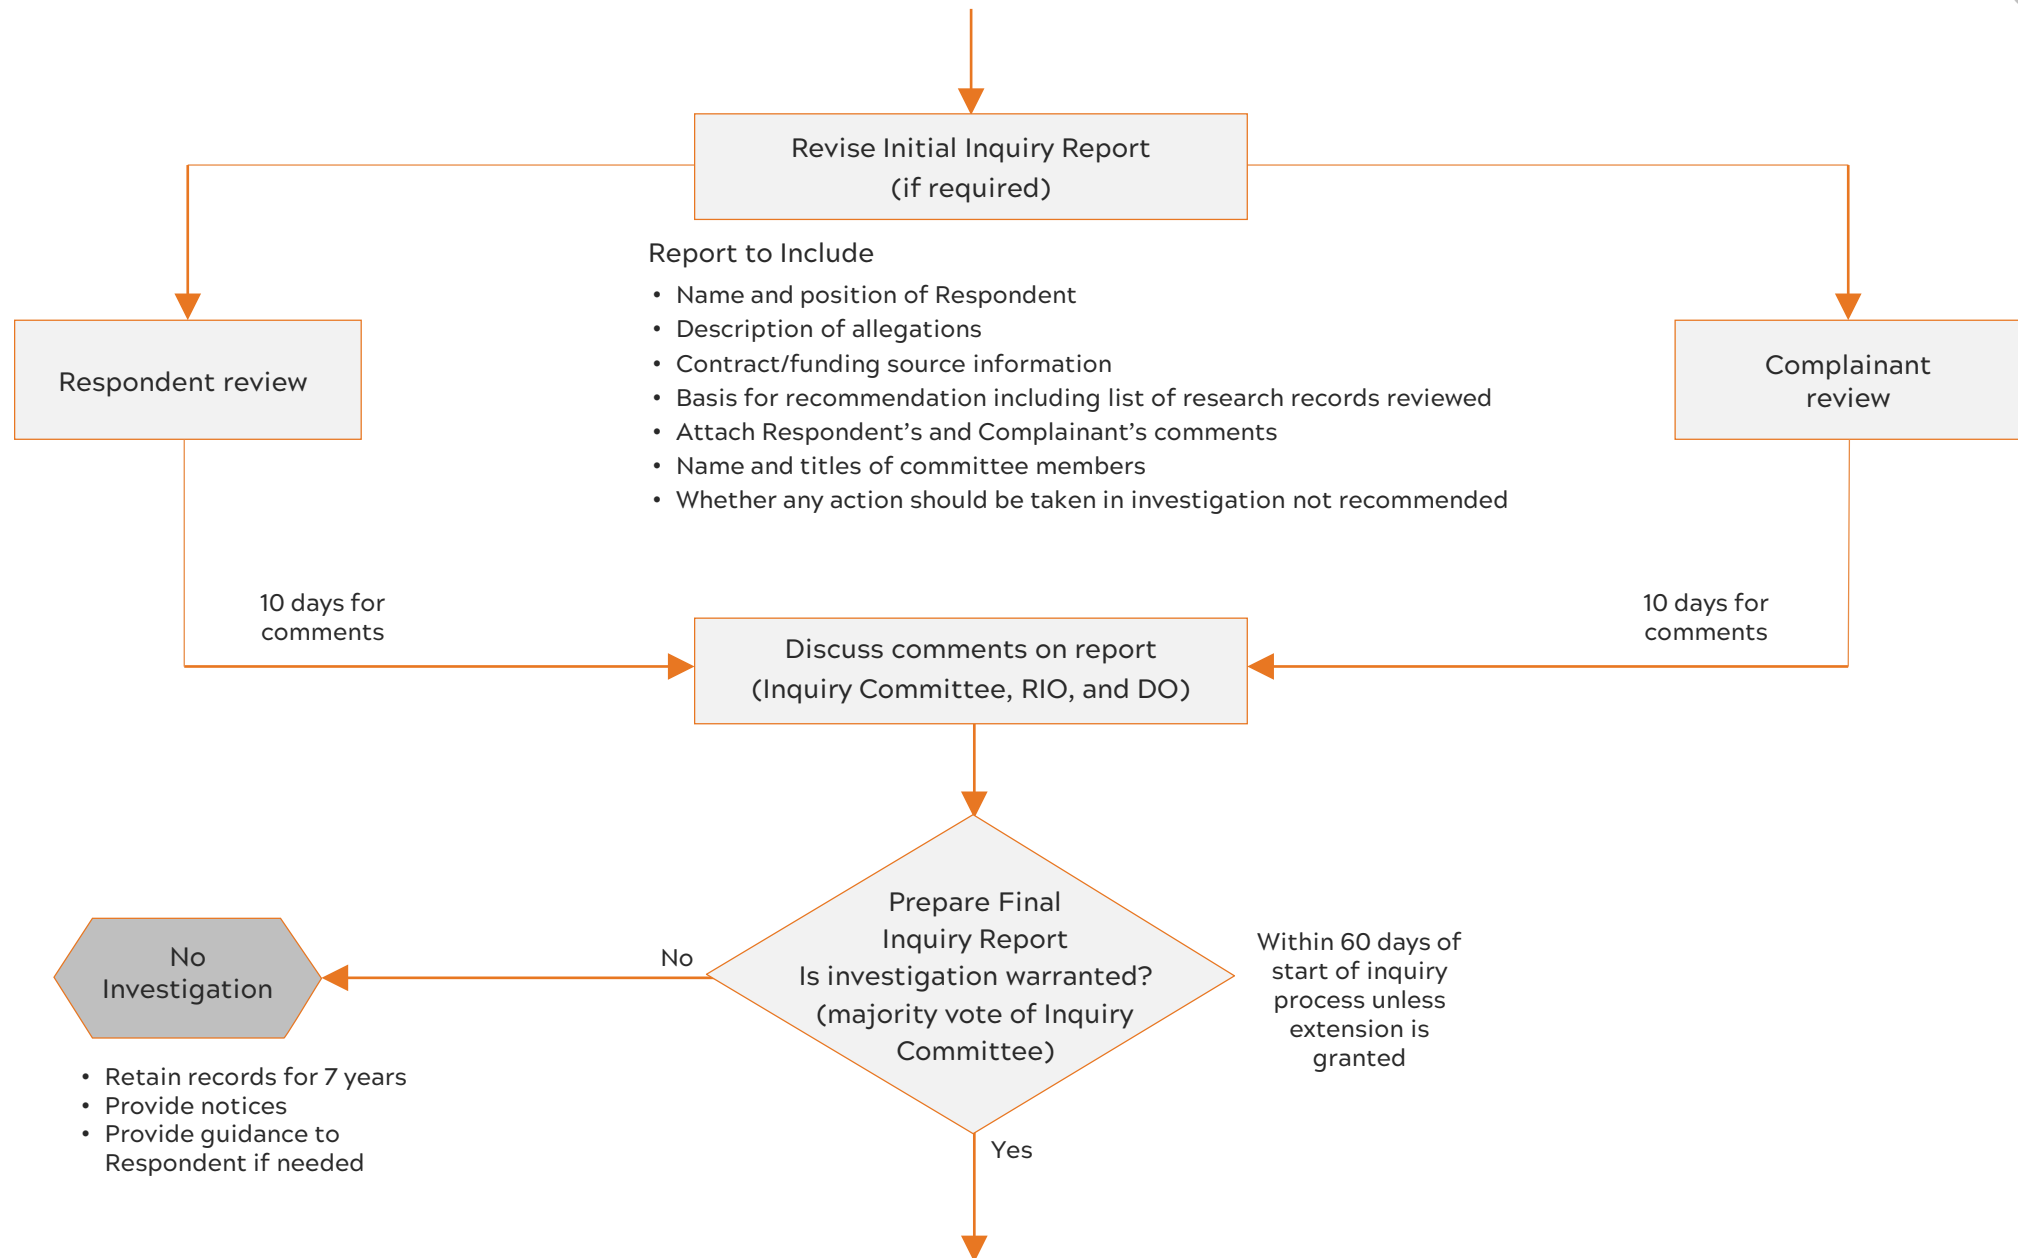 Revise Initial Inquiry Report
(if required)
Report to Include
• Name and position of Respondent
• Description of allegations
• Contract/funding source information
• Basis for recommendation including list of research records reviewed
• Attach Respondent’s and Complainant’s comments
• Name and titles of committee members
• Whether any action should be taken in investigation not recommended
Respondent review
Complainant
review
10 days for
comments
10 days for
comments
Discuss comments on report
(Inquiry Committee, RIO, and DO)
Prepare Final
Inquiry Report
Is investigation warranted?
(majority vote of Inquiry
Committee)
No
No
Investigation
Within 60 days of
start of inquiry
process unless
extension is
granted
• Retain records for 7 years
• Provide notices
• Provide guidance to
Respondent if needed
Yes